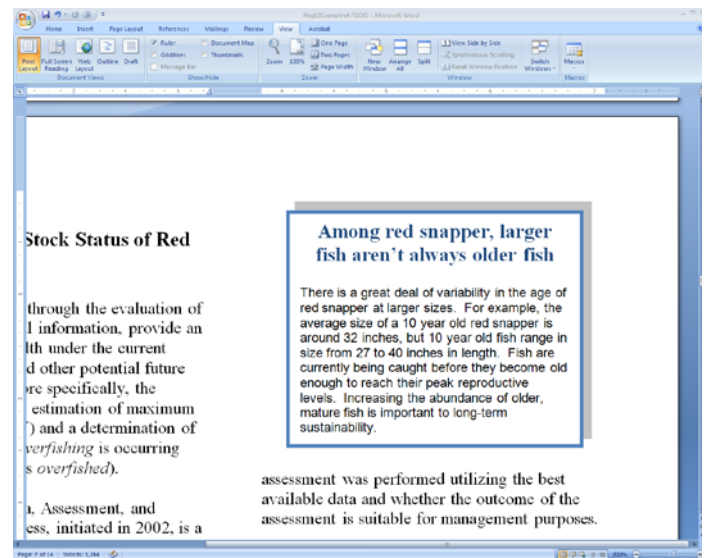 Microsoft Word
Home Insert Page Layout References Mailings Review View Acrobat
Print Layout
Full Screen Reading
Web Layout
Outline
Draft
Document Views
Ruler
Gridlines
Message Bar
Document Map
Thumbnails
Show/Hide
Zoom
100%
One Page
Two Pages
Page Width
Zoom
New Window
Arrange All
Split
View Side by Side
Synchronous Scrolling
Reset Window Position
Switch Windows
Window
Macros
Macros
Stock Status of Red
through the evaluation of
l information, provide an
lth under the current
d other potential future
re specifically, the
estimation of maximum
) and a determination of
verfishing is occurring
s overfished).
, Assessment, and
ess, initiated in 2002, is a
Among red snapper, larger
fish aren't always older fish
There is a great deal of variability in the age of
red snapper at larger sizes. For example, the
average size of a 10 year old red snapper is
around 32 inches, but 10 year old fish range in
size from 27 to 40 inches in length. Fish are
currently being caught before they become old
enough to reach their peak reproductive
levels. Increasing the abundance of older,
mature fish is important to long-term
sustainability.
assessment was performed utilizing the best
available data and whether the outcome of the
assessment is suitable for management purposes.
200%